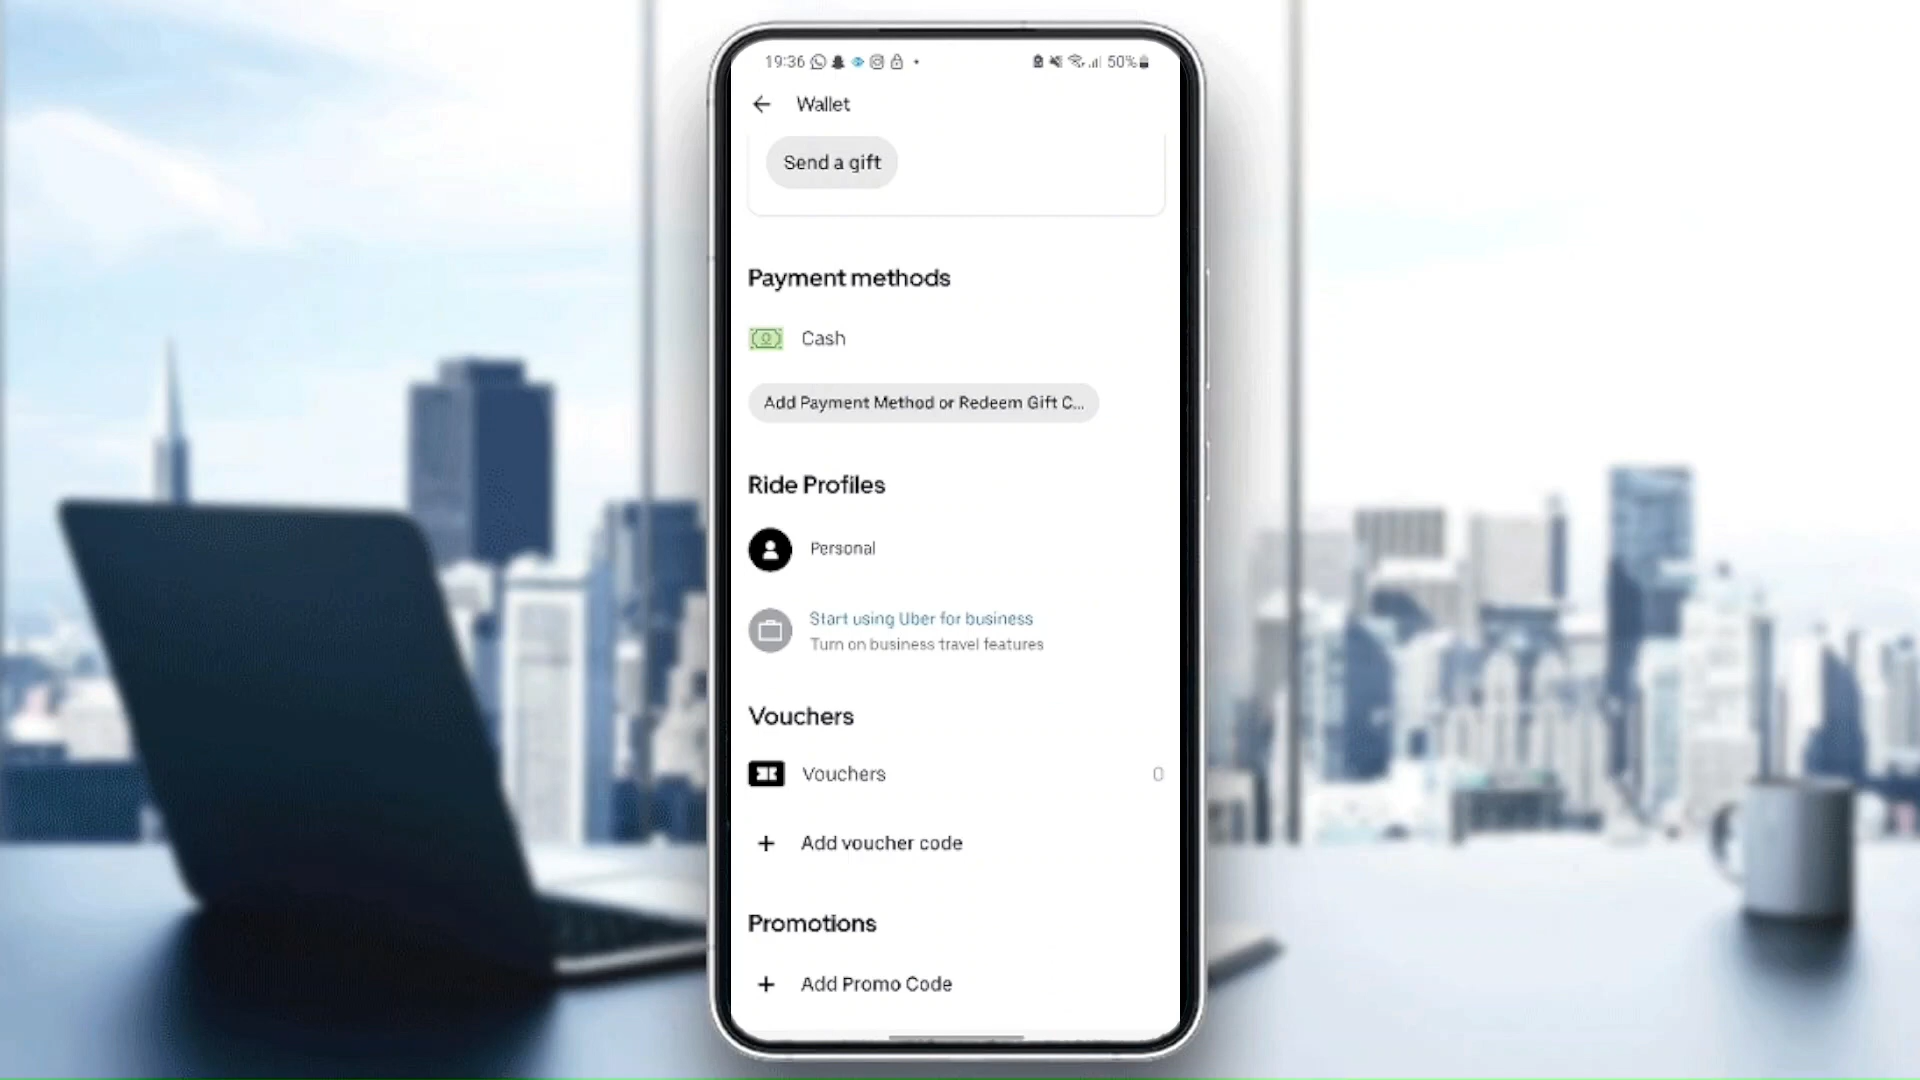 19:36
50%
Wallet
Send a gift
Payment methods
Cash
Add Payment Method or Redeem Gift C...
Ride Profiles
Personal
Start using Uber for business
Turn on business travel features
Vouchers
Vouchers 0
+ Add voucher code
Promotions
+ Add Promo Code